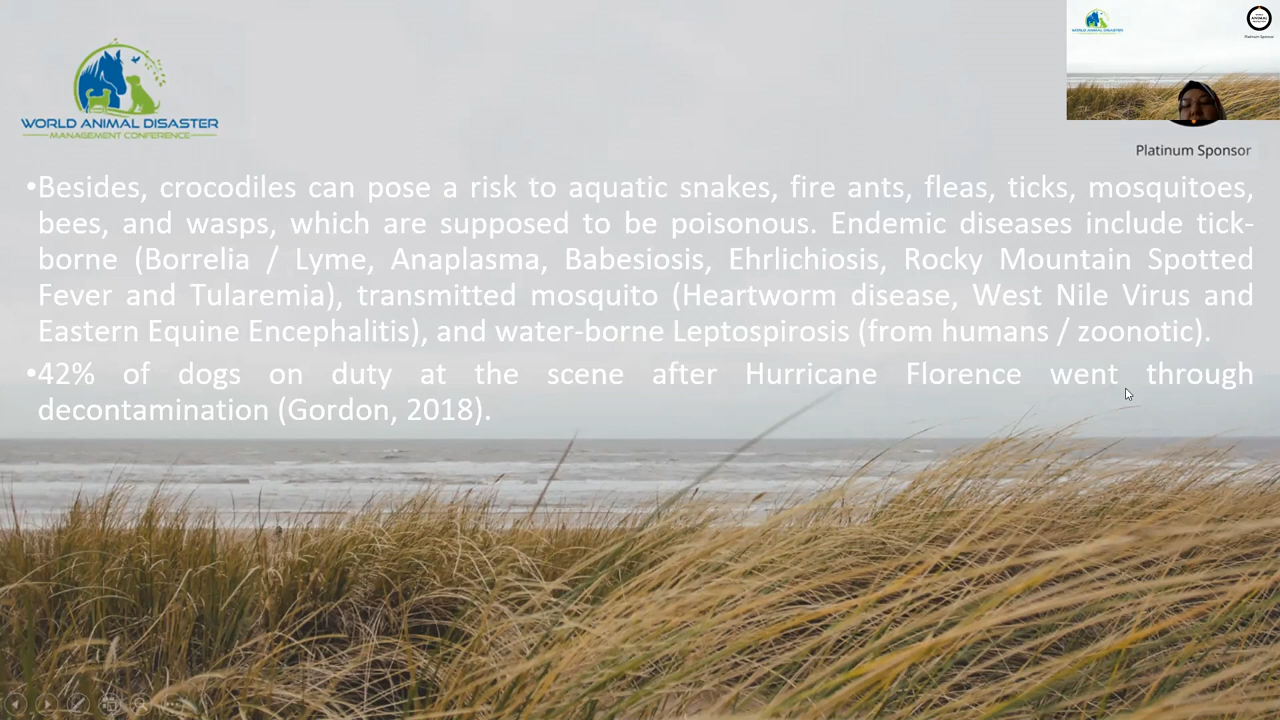 WORLD ANIMAL DISASTER
MANAGEMENT CONFERENCE
Platinum Sponsor
•Besides, crocodiles can pose a risk to aquatic snakes, fire ants, fleas, ticks, mosquitoes,
bees, and wasps, which are supposed to be poisonous. Endemic diseases include tick-
borne (Borrelia / Lyme, Anaplasma, Babesiosis, Ehrlichiosis, Rocky Mountain Spotted
Fever and Tularemia), transmitted mosquito (Heartworm disease, West Nile Virus and
Eastern Equine Encephalitis), and water-borne Leptospirosis (from humans / zoonotic).
•42% of dogs on duty at the scene after Hurricane Florence went through
decontamination (Gordon, 2018).